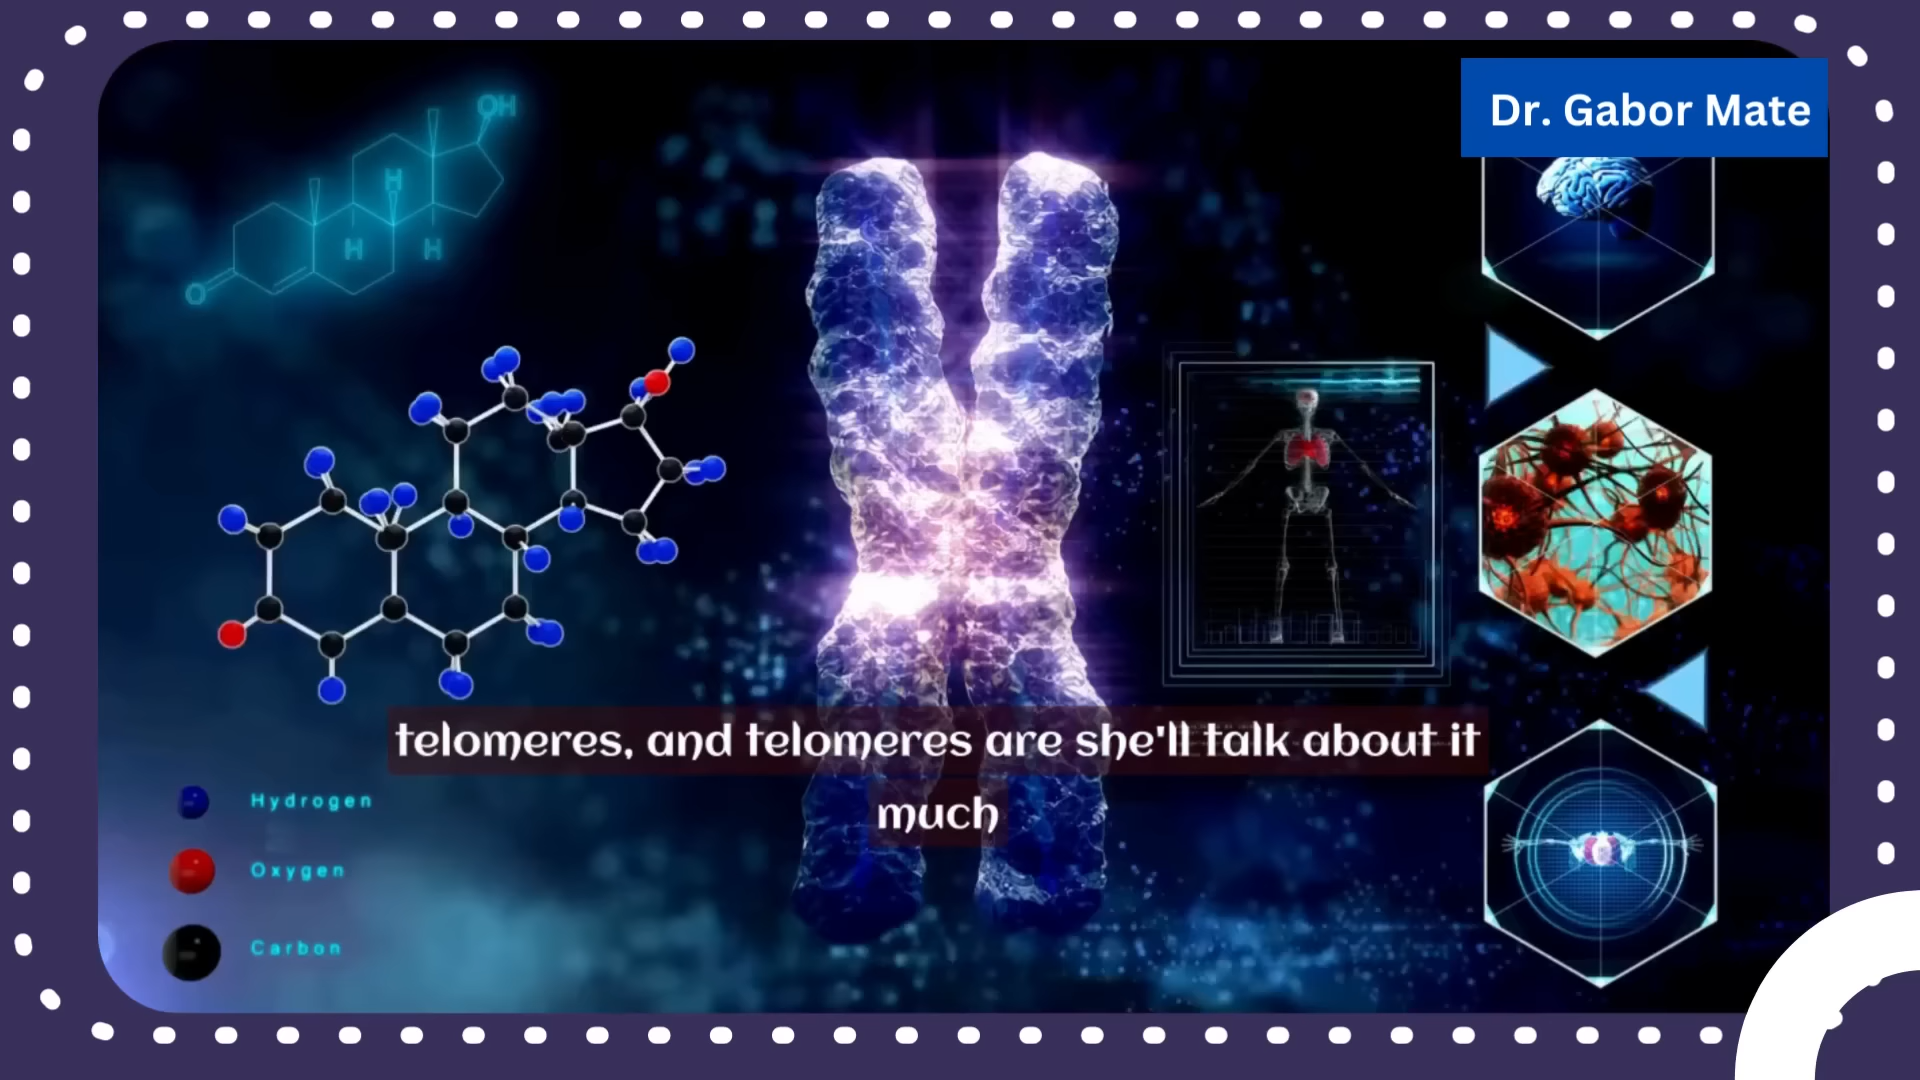 Dr. Gabor Mate
OH
H
H
H
O
telomeres, and telomeres are she'll talk about it
much
Hydrogen
Oxygen
Carbon